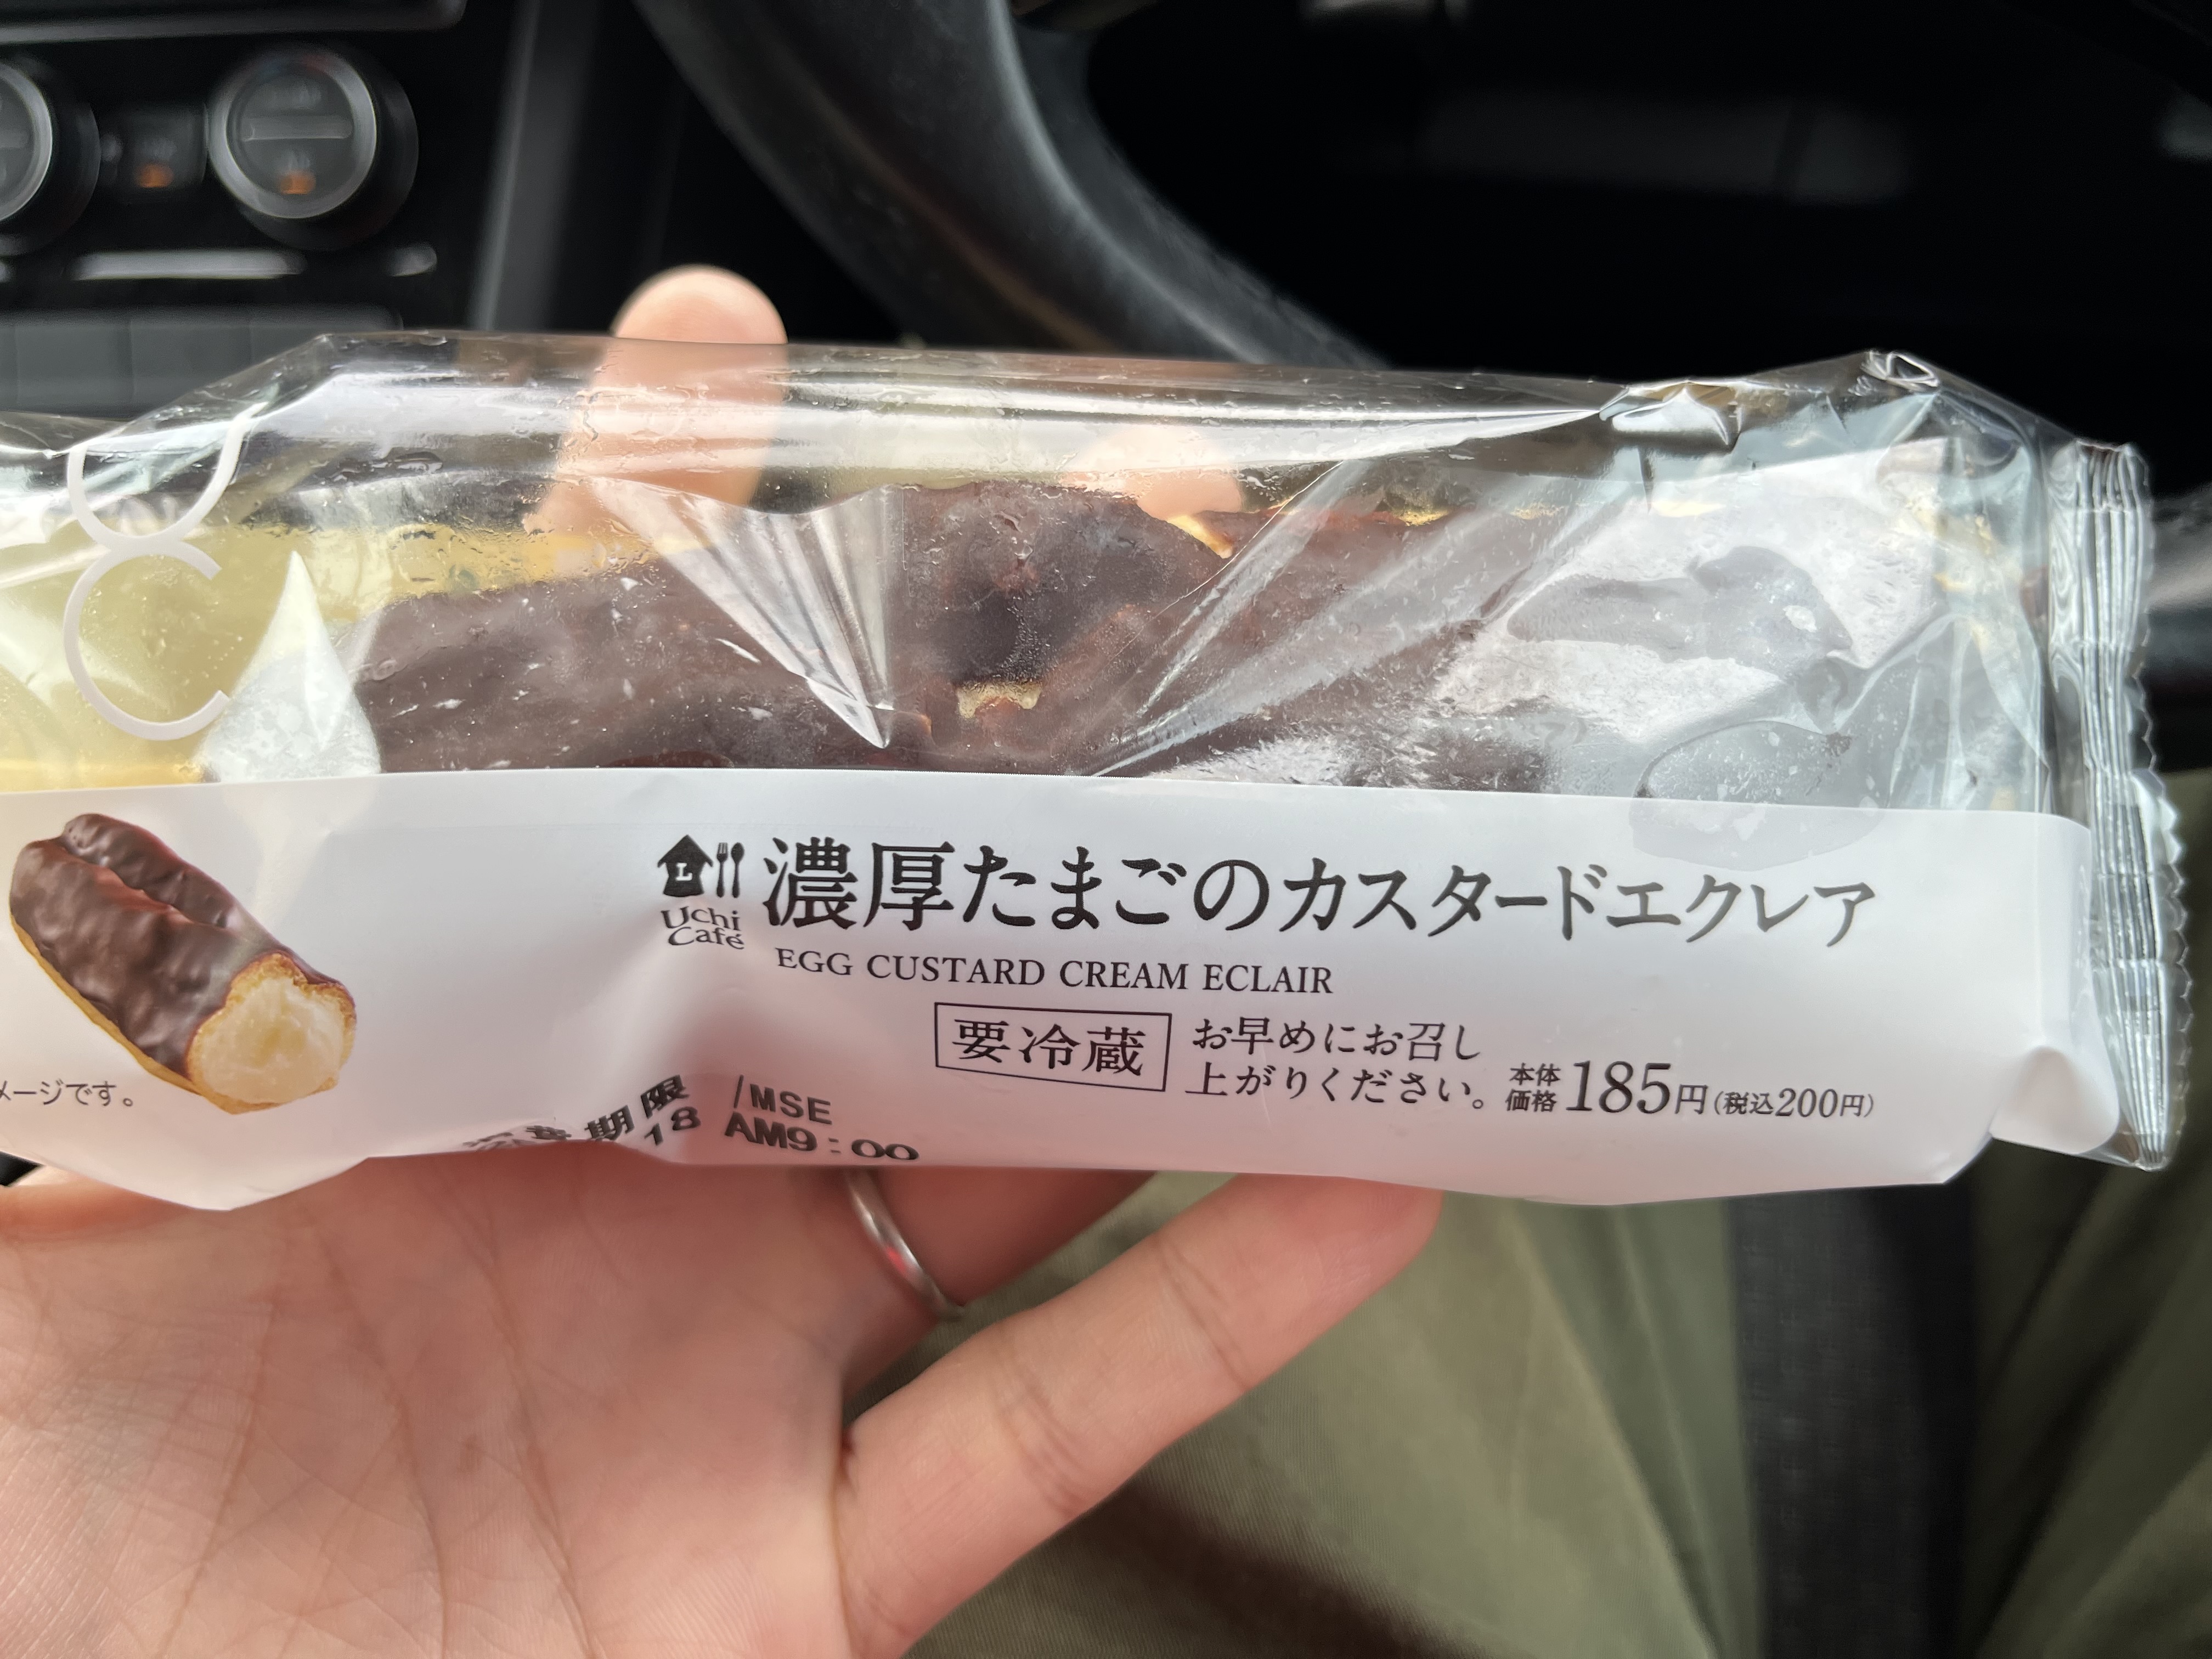 UC
L
Uchi
Café
濃厚たまごのカスタードエクレア
EGG CUSTARD CREAM ECLAIR
要冷蔵
お早めにお召し
上がりください。
本体
価格 185円(税込200円)
メージです。
消費期限 /MSE
18 AM9:00